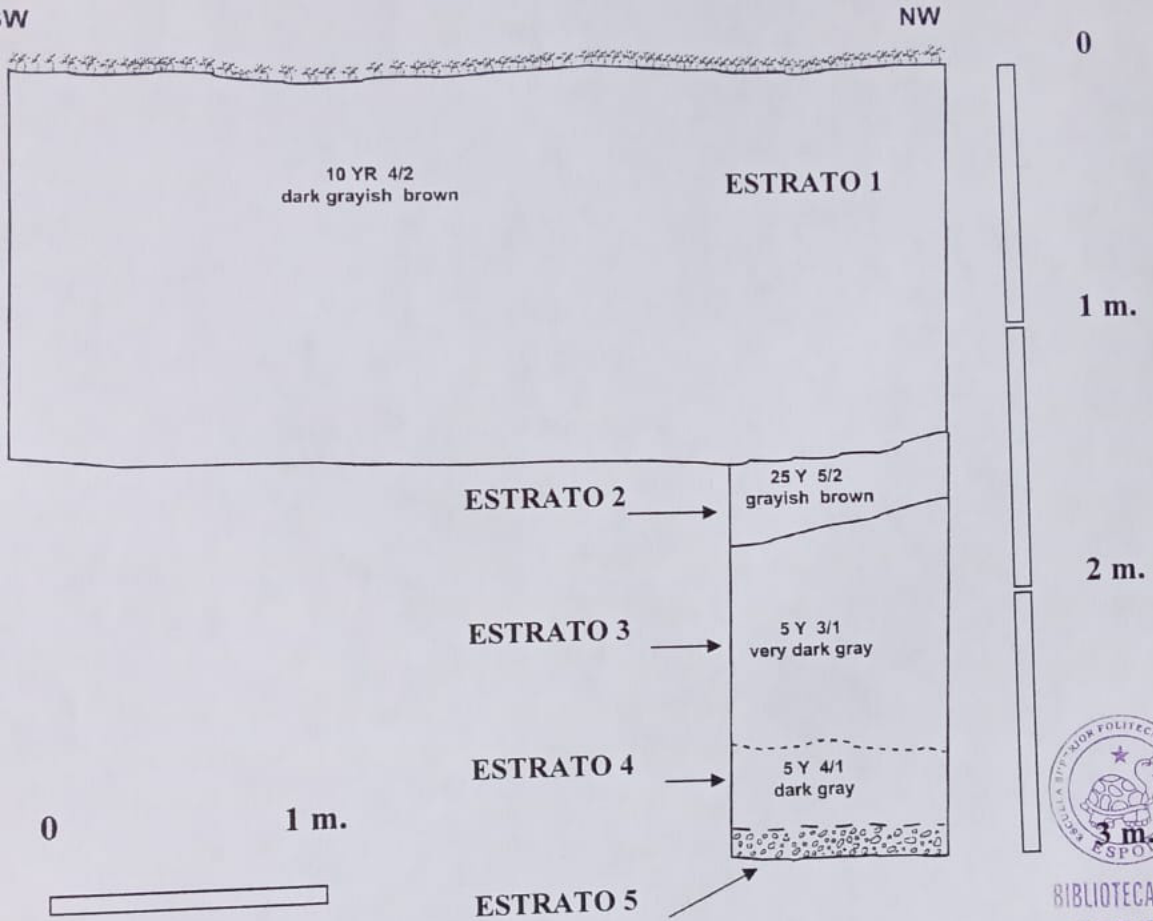 SW
NW
0
10 YR 4/2
dark grayish brown
ESTRATO 1
1 m.
ESTRATO 2
25 Y 5/2
grayish brown
2 m.
ESTRATO 3
5 Y 3/1
very dark gray
ESTRATO 4
5 Y 4/1
dark gray
0
1 m.
3 m.
ESTRATO 5
ESPO
BIBLIOTECA